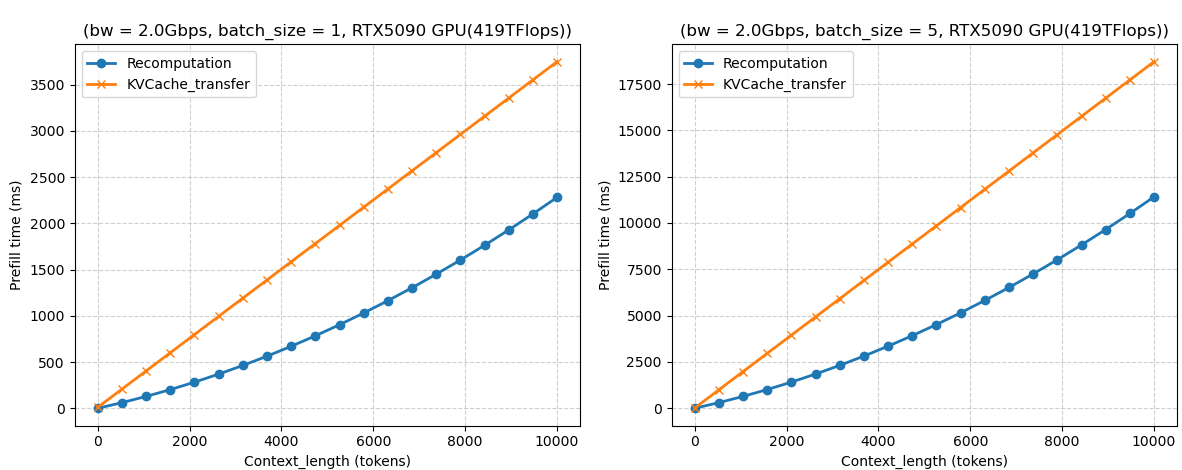 (bw = 2.0Gbps, batch_size = 1, RTX5090 GPU(419TFlops))
Recomputation
KVCache_transfer
3500
3000
2500
2000
1500
1000
500
0
Prefill time (ms)
0 2000 4000 6000 8000 10000
Context_length (tokens)
(bw = 2.0Gbps, batch_size = 5, RTX5090 GPU(419TFlops))
Recomputation
KVCache_transfer
17500
15000
12500
10000
7500
5000
2500
0
Prefill time (ms)
0 2000 4000 6000 8000 10000
Context_length (tokens)